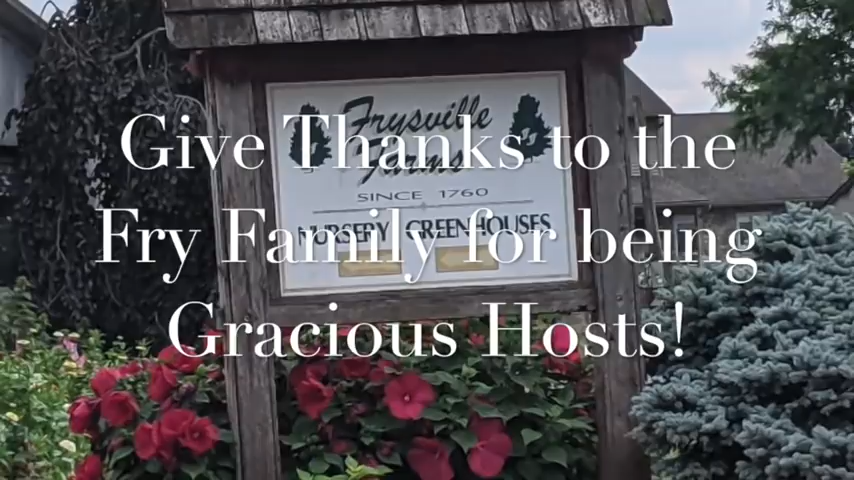 Give Thanks to the
Fry Family for being
Gracious Hosts!
Frysville
Farms
SINCE 1760
NURSERY GREENHOUSES